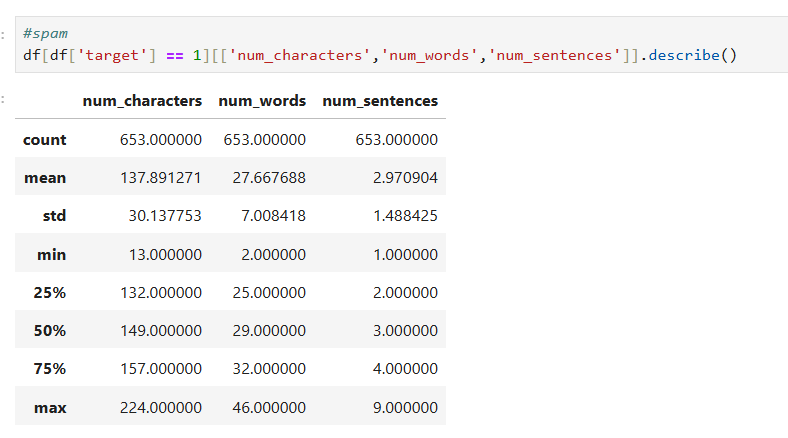 #spam
df[df['target'] == 1][['num_characters','num_words','num_sentences']].describe()
num_characters num_words num_sentences
count 653.000000 653.000000 653.000000
mean 137.891271 27.667688 2.970904
std 30.137753 7.008418 1.488425
min 13.000000 2.000000 1.000000
25% 132.000000 25.000000 2.000000
50% 149.000000 29.000000 3.000000
75% 157.000000 32.000000 4.000000
max 224.000000 46.000000 9.000000